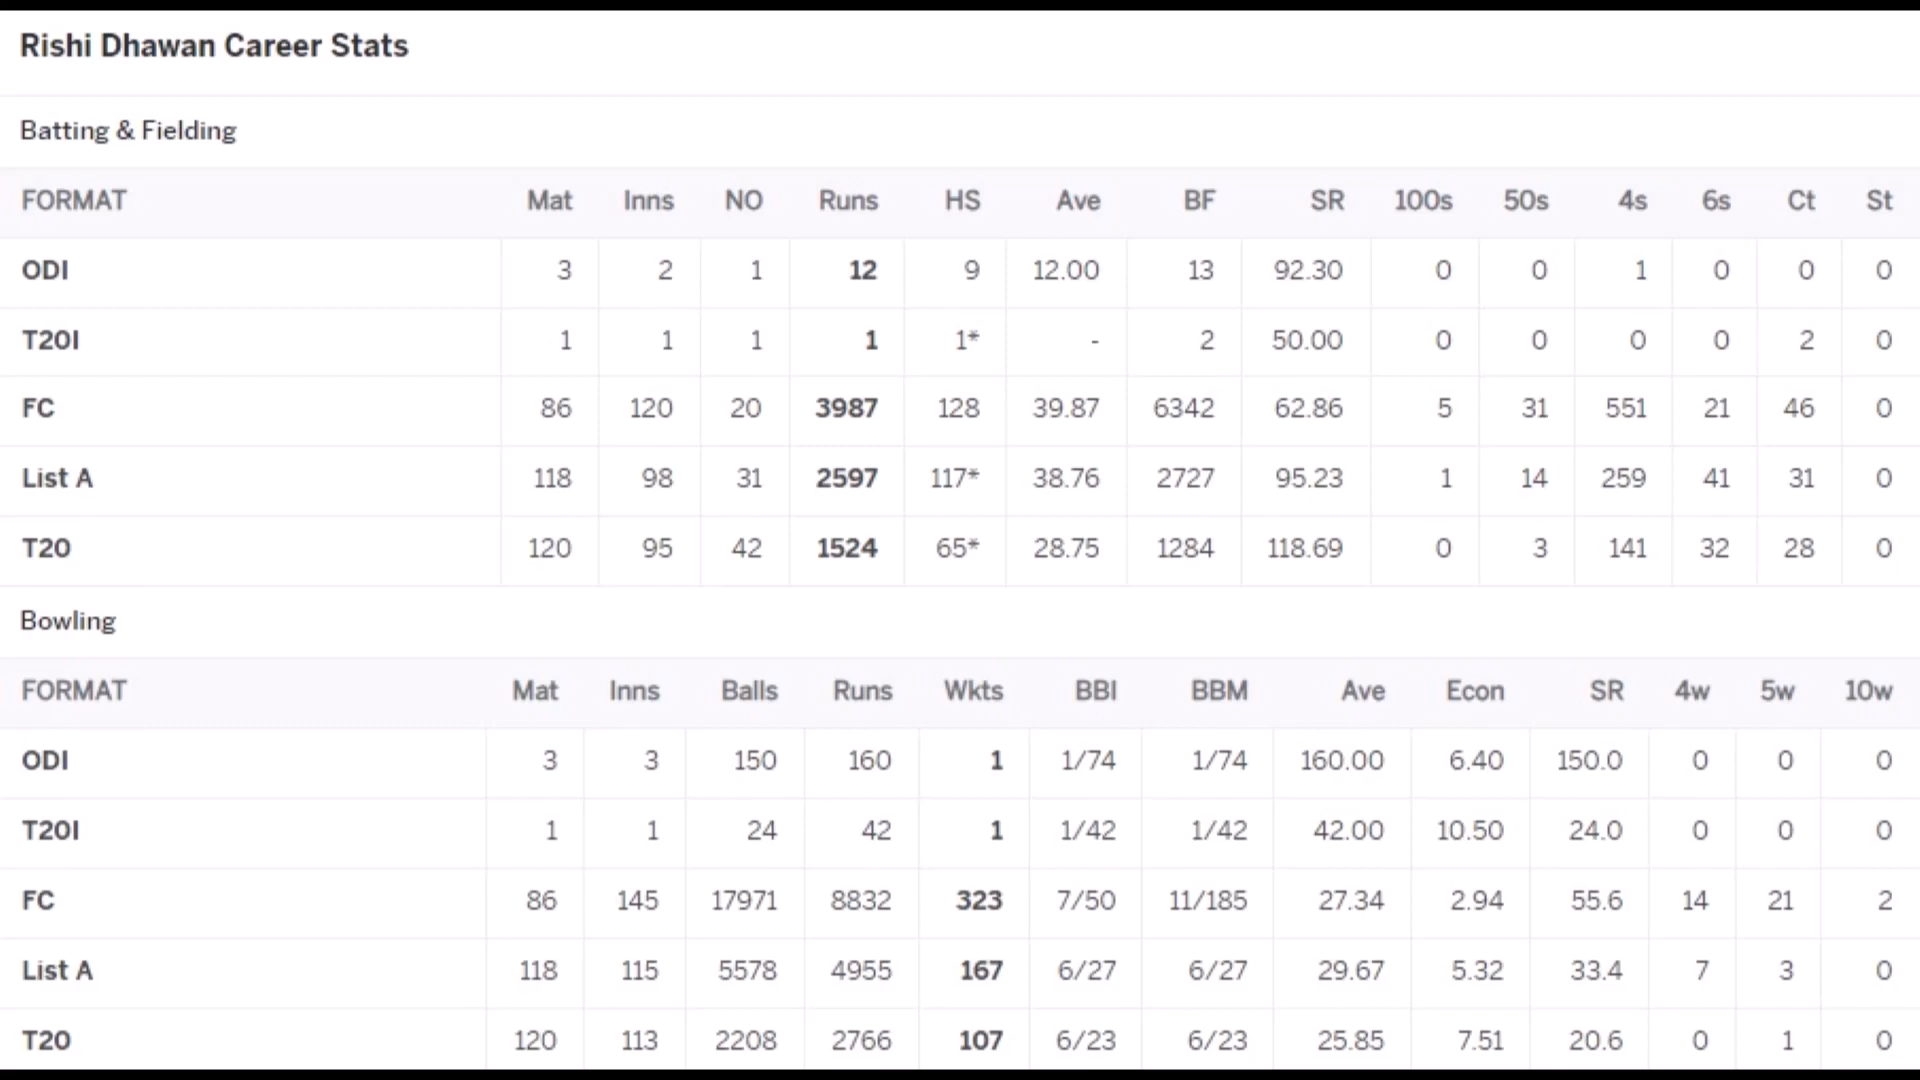 Rishi Dhawan Career Stats
Batting & Fielding
FORMAT Mat Inns NO Runs HS Ave BF SR 100s 50s 4s 6s Ct St
ODI 3 2 1 12 9 12.00 13 92.30 0 0 1 0 0 0
T20I 1 1 1 1 1* - 2 50.00 0 0 0 0 2 0
FC 86 120 20 3987 128 39.87 6342 62.86 5 31 551 21 46 0
List A 118 98 31 2597 117* 38.76 2727 95.23 1 14 259 41 31 0
T20 120 95 42 1524 65* 28.75 1284 118.69 0 3 141 32 28 0
Bowling
FORMAT Mat Inns Balls Runs Wkts BBI BBM Ave Econ SR 4w 5w 10w
ODI 3 3 150 160 1 1/74 1/74 160.00 6.40 150.0 0 0 0
T20I 1 1 24 42 1 1/42 1/42 42.00 10.50 24.0 0 0 0
FC 86 145 17971 8832 323 7/50 11/185 27.34 2.94 55.6 14 21 2
List A 118 115 5578 4955 167 6/27 6/27 29.67 5.32 33.4 7 3 0
T20 120 113 2208 2766 107 6/23 6/23 25.85 7.51 20.6 0 1 0